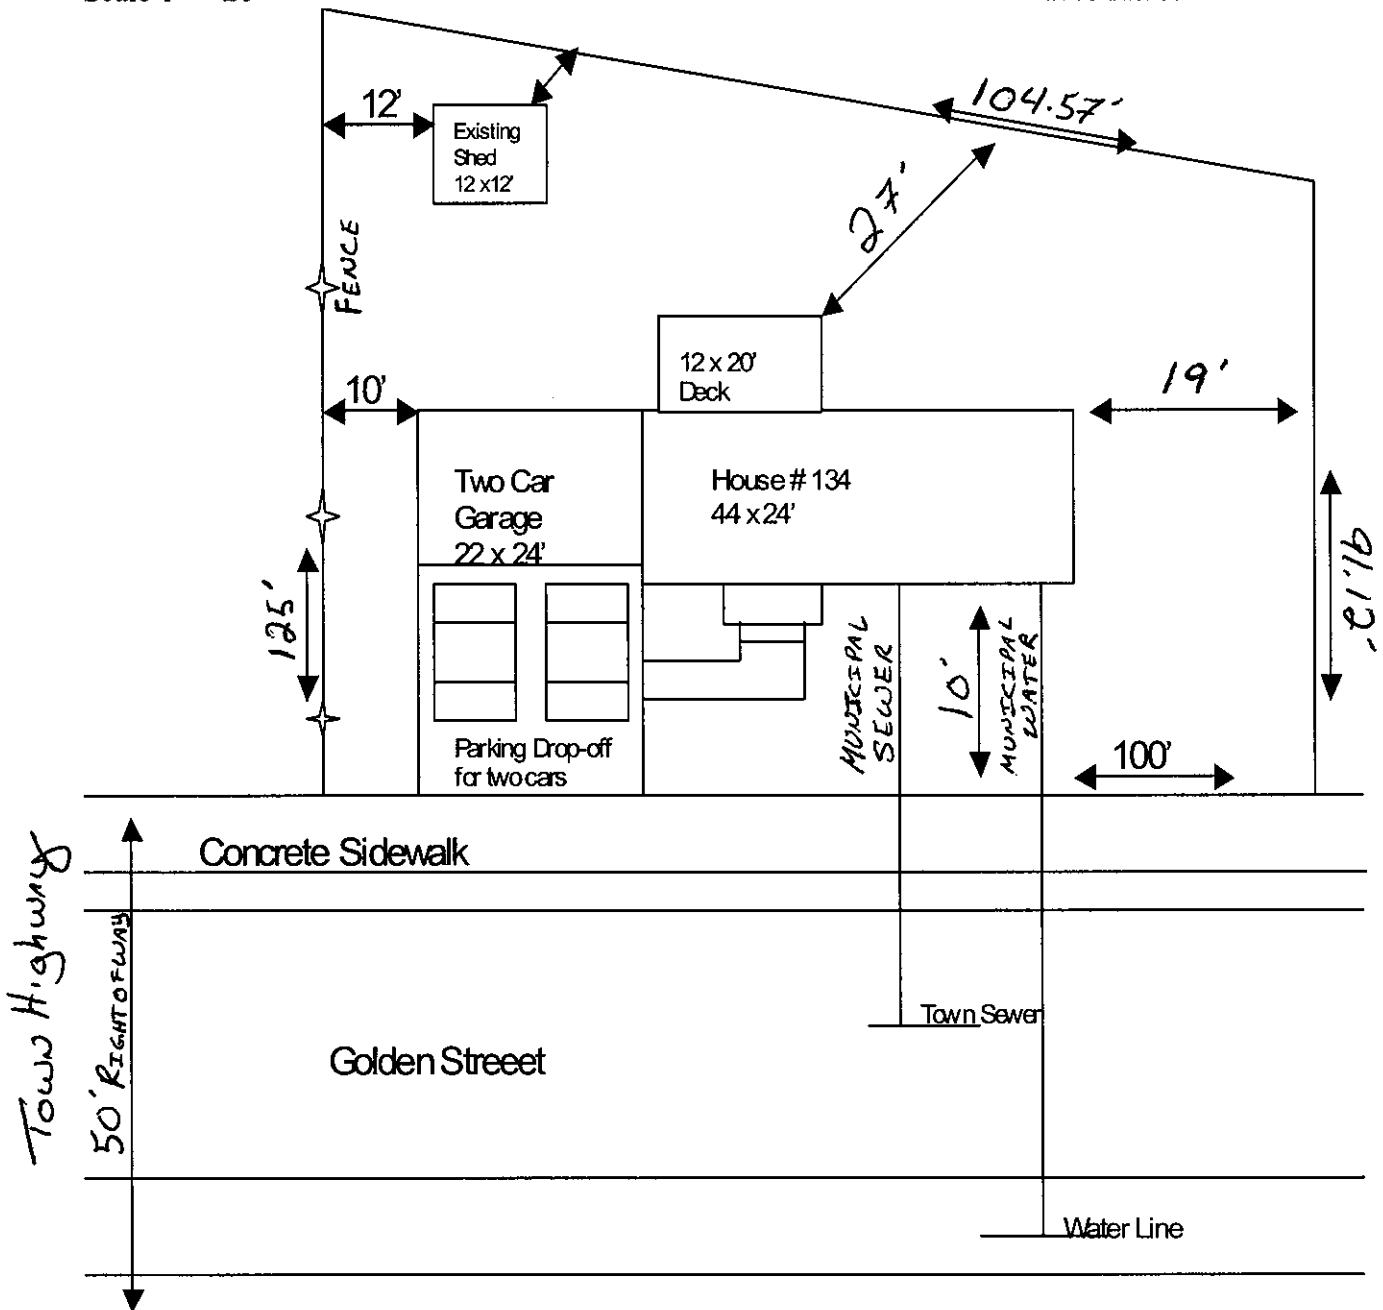 104.57'
12'
Existing
Shed
12 x12'
27'
FENCE
12 x 20'
Deck
19'
10'
Two Car
Garage
22 x 24'
House # 134
44 x 24'
125'
91.12'
MUNICIPAL
SEWER
10'
MUNICIPAL
WATER
Parking Drop-off
for two cars
100'
Concrete Sidewalk
Town Highway
50' RIGHT OF WAY
Town Sewer
Golden Streeet
Water Line